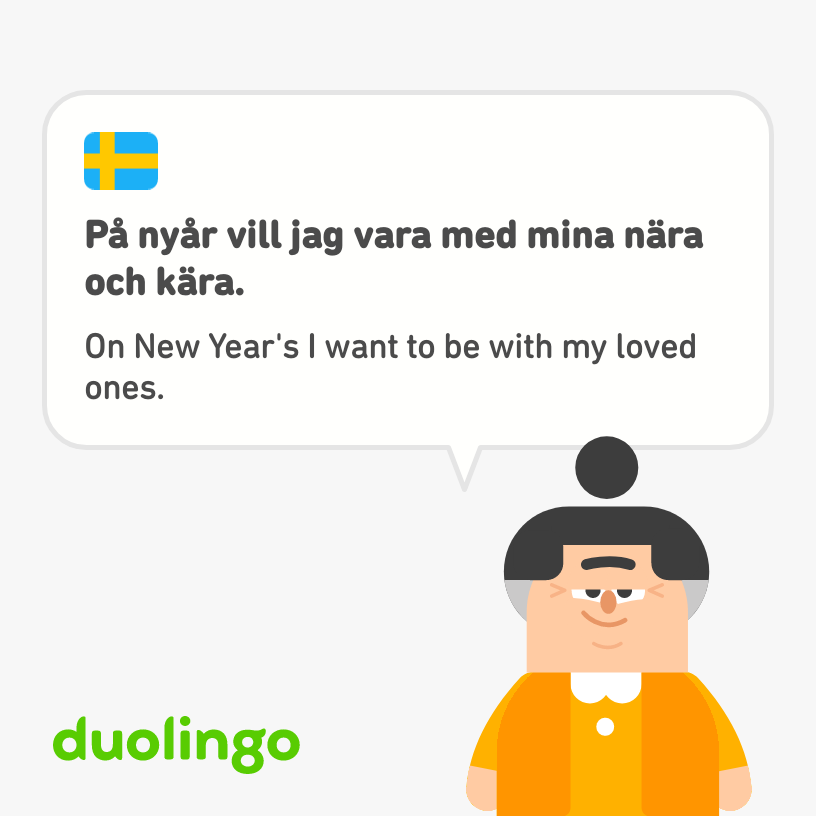 På nyår vill jag vara med mina nära
och kära.
On New Year's I want to be with my loved
ones.
duolingo